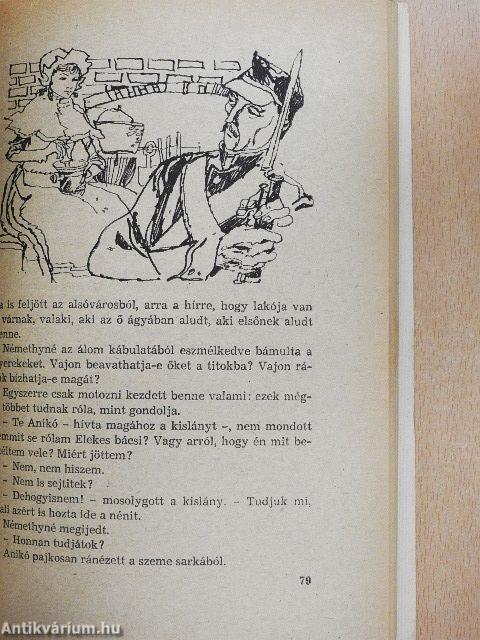 is feljött az alsóvárosból, arra a hírre, hogy lakója van
várnak, valaki, aki az ő ágyában aludt, aki elsőnek aludt
enne.
Némethyné az álom kábulatából eszmélkedve bámulta a
yerekeket. Vajon beavathatja-e őket a titokba? Vajon rá-
k bízhatja-e magát?
Egyszerre csak motozni kezdett benne valami: ezek még-
többet tudnak róla, mint gondolja.
– Te Anikó – hívta magához a kislányt –, nem mondott
emmit se rólam Elekes bácsi? Vagy arról, hogy én mit be-
éltem vele? Miért jöttem?
– Nem, nem hiszem.
– Nem is sejtitek?
– Dehogyisnem! – mosolygott a kislány. – Tudjuk mi,
ali azért is hozta ide a nénit.
Némethyné megijedt.
– Honnan tudjátok?
Anikó pajkosan ránézett a szeme sarkából.
79
Antikvárium.hu